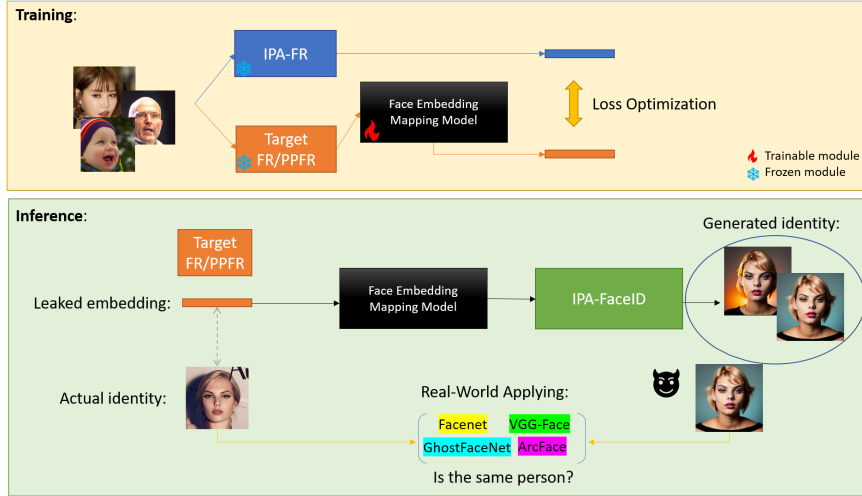 Training:
IPA-FR
Face Embedding
Mapping Model
Loss Optimization
Target
FR/PPFR
Trainable module
Frozen module
Inference:
Generated identity:
Target
FR/PPFR
Face Embedding
Mapping Model
IPA-FaceID
Leaked embedding:
Actual identity:
Real-World Applying:
Facenet
VGG-Face
GhostFaceNet
ArcFace
Is the same person?